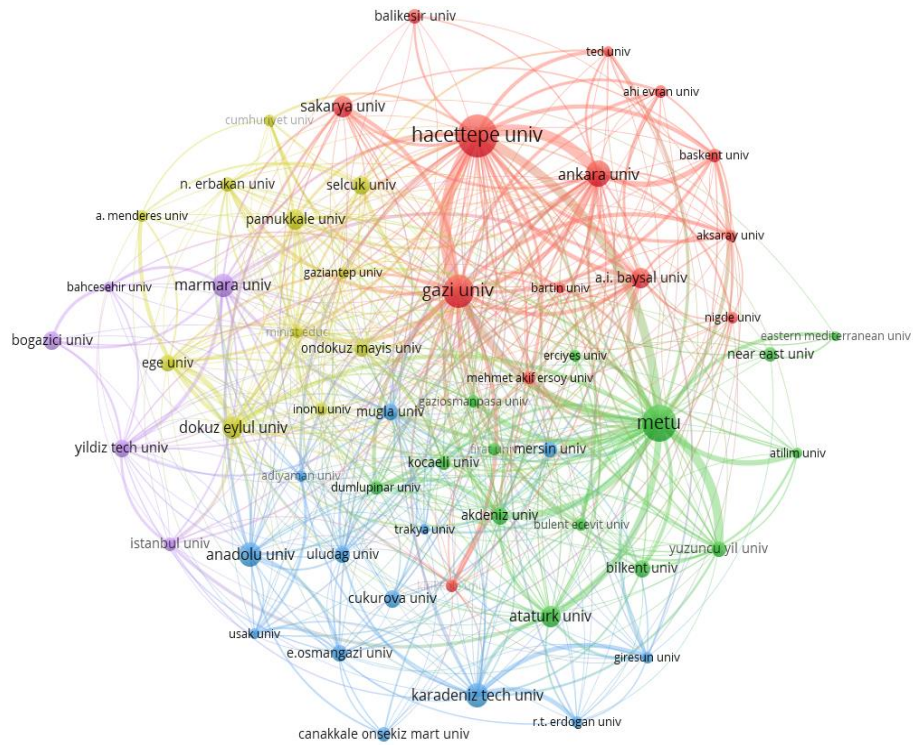 balikesir univ
ted univ
ahi evran univ
sakarya univ
cumhuriyet univ
hacettepe univ
baskent univ
ankara univ
n. erbakan univ
selcuk univ
a. menderes univ
pamukkale univ
aksaray univ
gaziantep univ
a.i. baysal univ
bahcesehir univ
marmara univ
gazi univ
bartin univ
nigde univ
minist educ
eastern mediterranean univ
bogazici univ
ondokuz mayis univ
erciyes univ
near east univ
ege univ
mehmet akif ersoy univ
gaziosmanpasa univ
inonu univ
mugla univ
metu
dokuz eylul univ
yildiz tech univ
mersin univ
atilim univ
kocaeli univ
adiyaman univ
dumlupinar univ
akdeniz univ
bulent ecevit univ
trakya univ
istanbul univ
anadolu univ
uludag univ
yuzuncu yil univ
bilkent univ
cukurova univ
ataturk univ
usak univ
e.osmangazi univ
giresun univ
karadeniz tech univ
r.t. erdogan univ
canakkale onsekiz mart univ